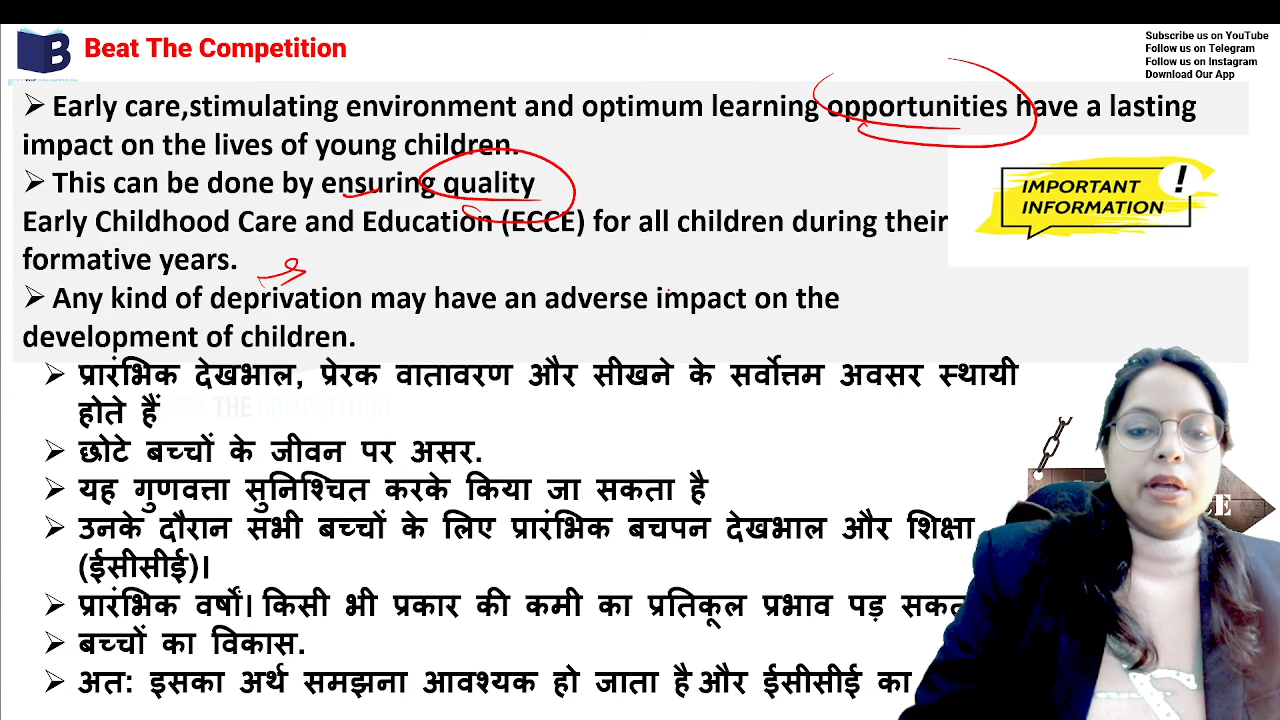 Beat The Competition
Subscribe us on YouTube
Follow us on Telegram
Follow us on Instagram
Download Our App
➢ Early care,stimulating environment and optimum learning opportunities have a lasting
impact on the lives of young children.
➢ This can be done by ensuring quality
Early Childhood Care and Education (ECCE) for all children during their
formative years.
➢ Any kind of deprivation may have an adverse impact on the
development of children.
IMPORTANT
INFORMATION
➢ प्रारंभिक देखभाल, प्रेरक वातावरण और सीखने के सर्वोत्तम अवसर स्थायी
होते हैं
➢ छोटे बच्चों के जीवन पर असर.
➢ यह गुणवत्ता सुनिश्चित करके किया जा सकता है
➢ उनके दौरान सभी बच्चों के लिए प्रारंभिक बचपन देखभाल और शिक्षा
(ईसीसीई)।
➢ प्रारंभिक वर्षों। किसी भी प्रकार की कमी का प्रतिकूल प्रभाव पड़
➢ बच्चों का विकास.
➢ अत: इसका अर्थ समझना आवश्यक हो जाता है और ईसीसीई का